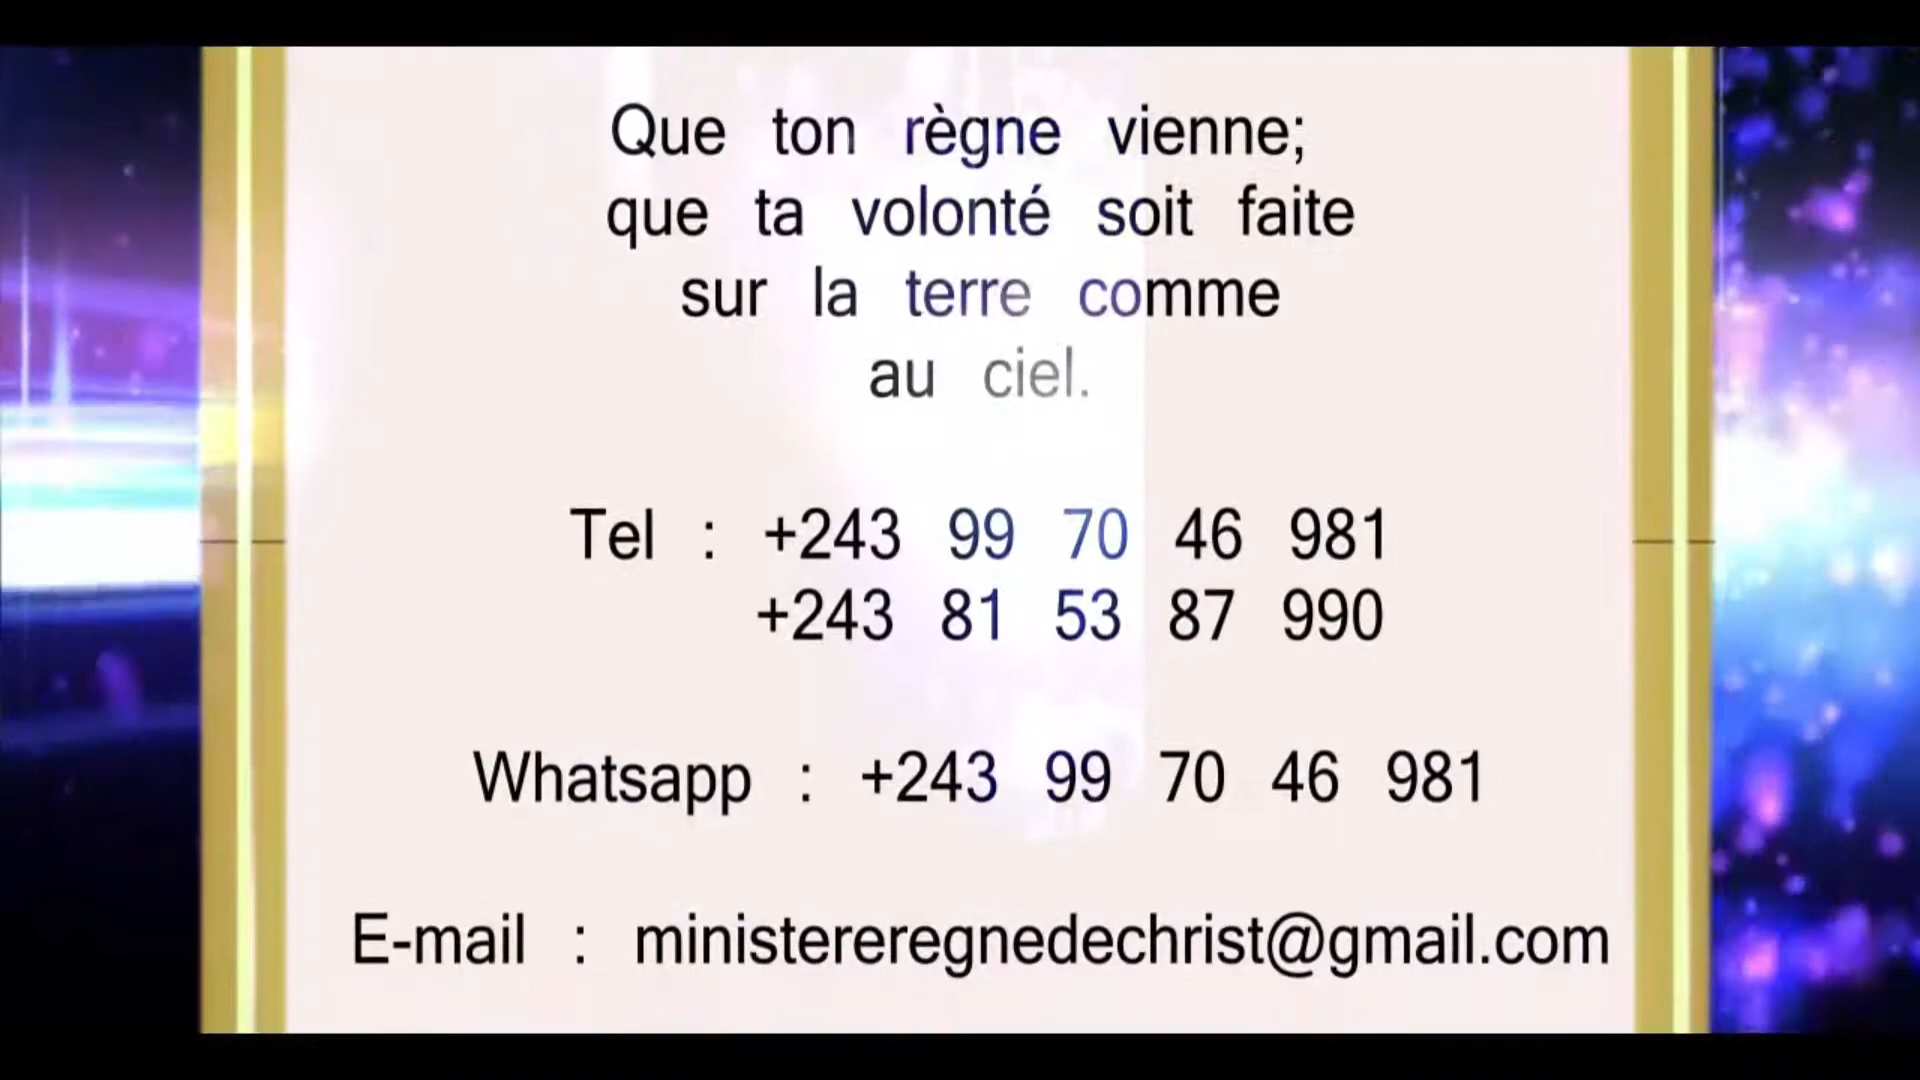 Que ton règne vienne;
que ta volonté soit faite
sur la terre comme
au ciel.
Tel : +243 99 70 46 981
+243 81 53 87 990
Whatsapp : +243 99 70 46 981
E-mail : ministereregnedechrist@gmail.com